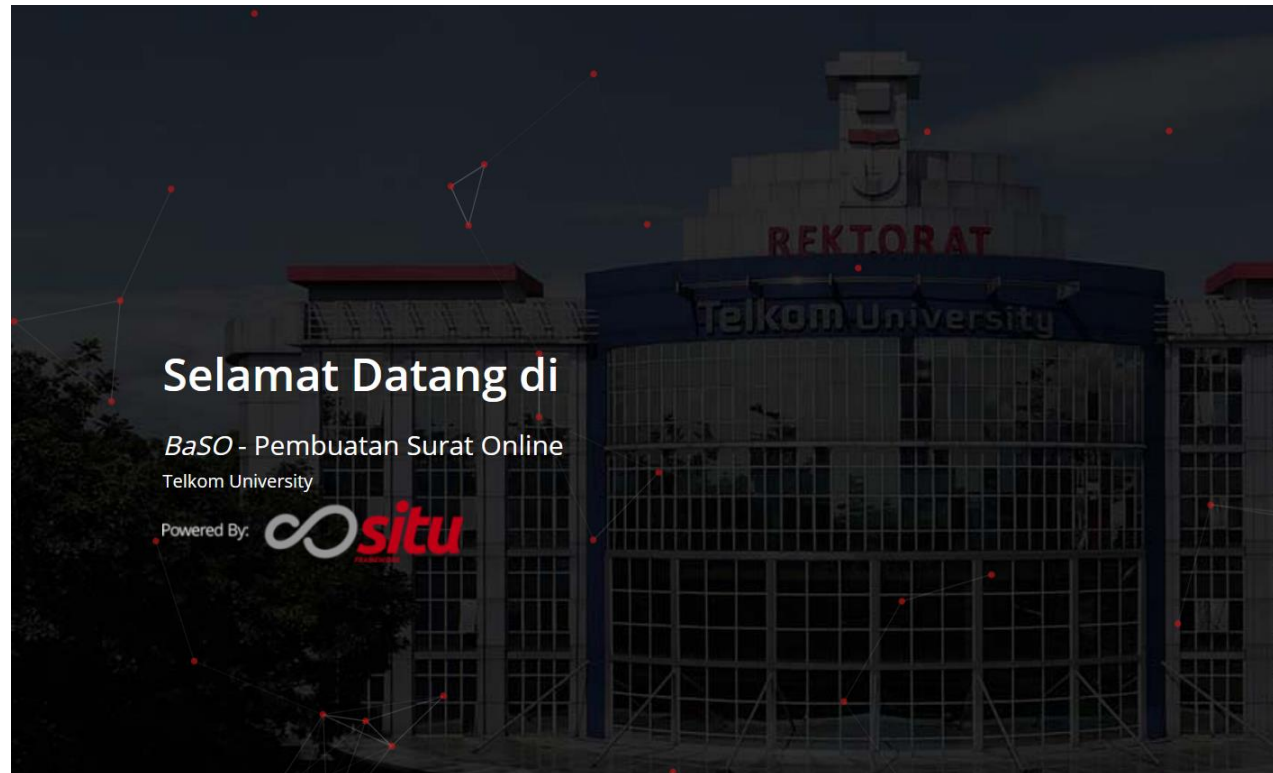 REKTORAT
Telkom University
Selamat Datang di
BaSO - Pembuatan Surat Online
Telkom University
Powered By: situ